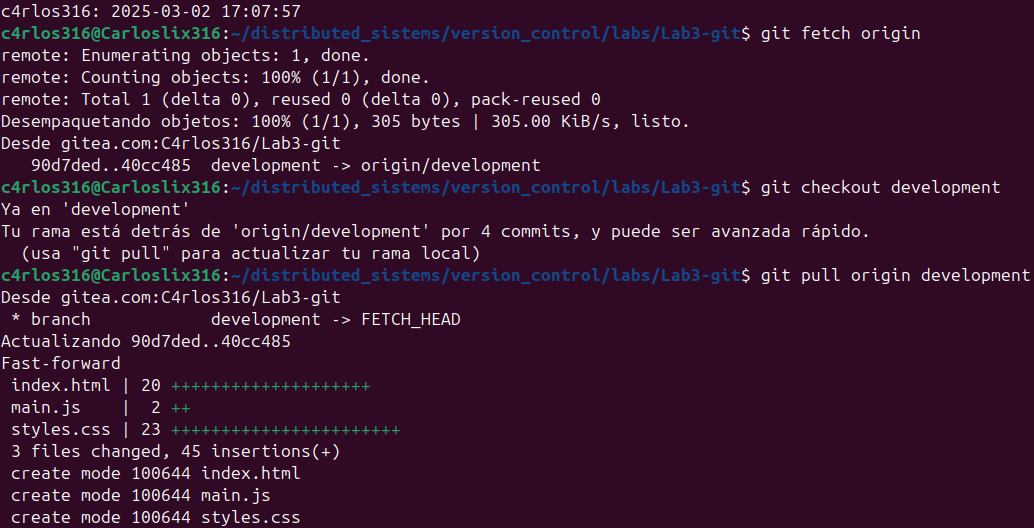 c4rlos316: 2025-03-02 17:07:57
c4rlos316@Carloslix316:~/distributed_sistems/version_control/labs/Lab3-git$ git fetch origin
remote: Enumerating objects: 1, done.
remote: Counting objects: 100% (1/1), done.
remote: Total 1 (delta 0), reused 0 (delta 0), pack-reused 0
Desempaquetando objetos: 100% (1/1), 305 bytes | 305.00 KiB/s, listo.
Desde gitea.com:C4rlos316/Lab3-git
   90d7ded..40cc485  development -> origin/development
c4rlos316@Carloslix316:~/distributed_sistems/version_control/labs/Lab3-git$ git checkout development
Ya en 'development'
Tu rama está detrás de 'origin/development' por 4 commits, y puede ser avanzada rápido.
  (usa "git pull" para actualizar tu rama local)
c4rlos316@Carloslix316:~/distributed_sistems/version_control/labs/Lab3-git$ git pull origin development
Desde gitea.com:C4rlos316/Lab3-git
 * branch            development -> FETCH_HEAD
Actualizando 90d7ded..40cc485
Fast-forward
 index.html | 20 ++++++++++++++++++++
 main.js    |  2 ++
 styles.css | 23 +++++++++++++++++++++++
 3 files changed, 45 insertions(+)
 create mode 100644 index.html
 create mode 100644 main.js
 create mode 100644 styles.css